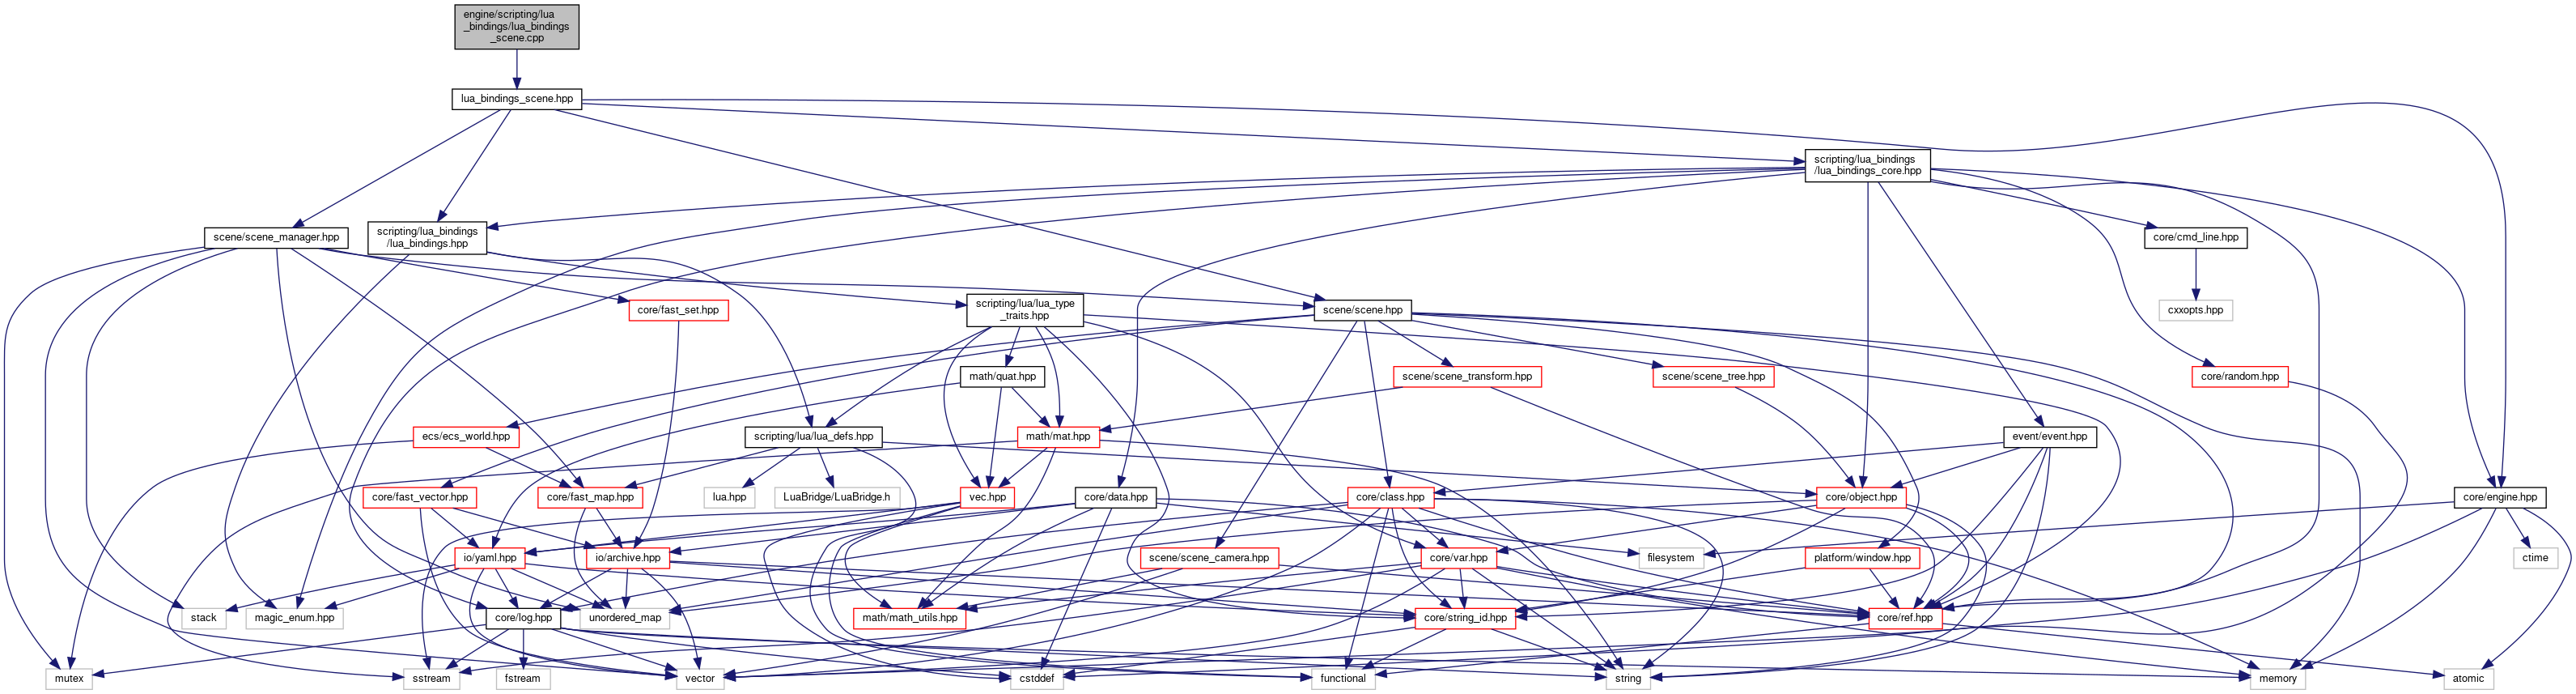 engine/scripting/lua
_bindings/lua_bindings
_scene.cpp
lua_bindings_scene.hpp
scripting/lua_bindings
/lua_bindings_core.hpp
scene/scene_manager.hpp
scripting/lua_bindings
/lua_bindings.hpp
core/cmd_line.hpp
core/fast_set.hpp
scripting/lua/lua_type
_traits.hpp
scene/scene.hpp
cxxopts.hpp
math/quat.hpp
scene/scene_transform.hpp
scene/scene_tree.hpp
core/random.hpp
ecs/ecs_world.hpp
scripting/lua/lua_defs.hpp
math/mat.hpp
event/event.hpp
core/fast_vector.hpp
core/fast_map.hpp
lua.hpp
LuaBridge/LuaBridge.h
vec.hpp
core/data.hpp
core/class.hpp
core/object.hpp
core/engine.hpp
io/yaml.hpp
io/archive.hpp
scene/scene_camera.hpp
core/var.hpp
filesystem
platform/window.hpp
ctime
stack
magic_enum.hpp
core/log.hpp
unordered_map
math/math_utils.hpp
core/string_id.hpp
core/ref.hpp
mutex
sstream
fstream
vector
cstddef
functional
string
memory
atomic